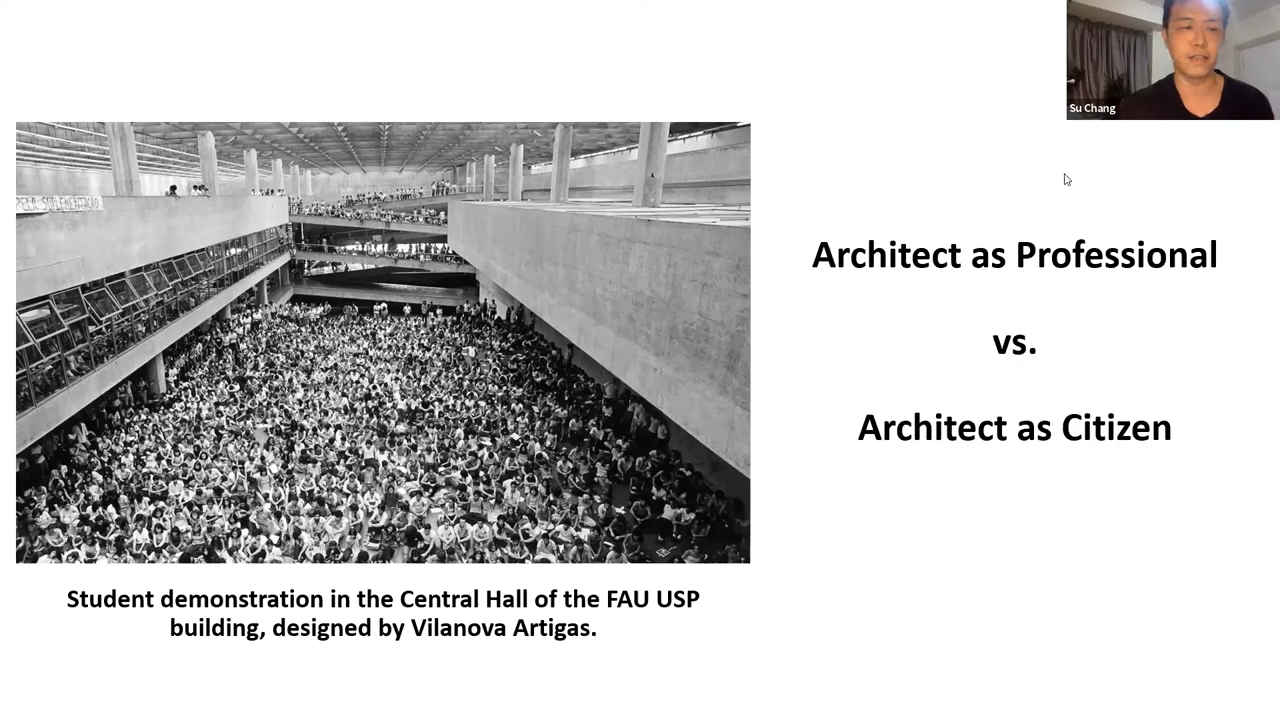 Su Chang
Architect as Professional
vs.
Architect as Citizen
Student demonstration in the Central Hall of the FAU USP
building, designed by Vilanova Artigas.